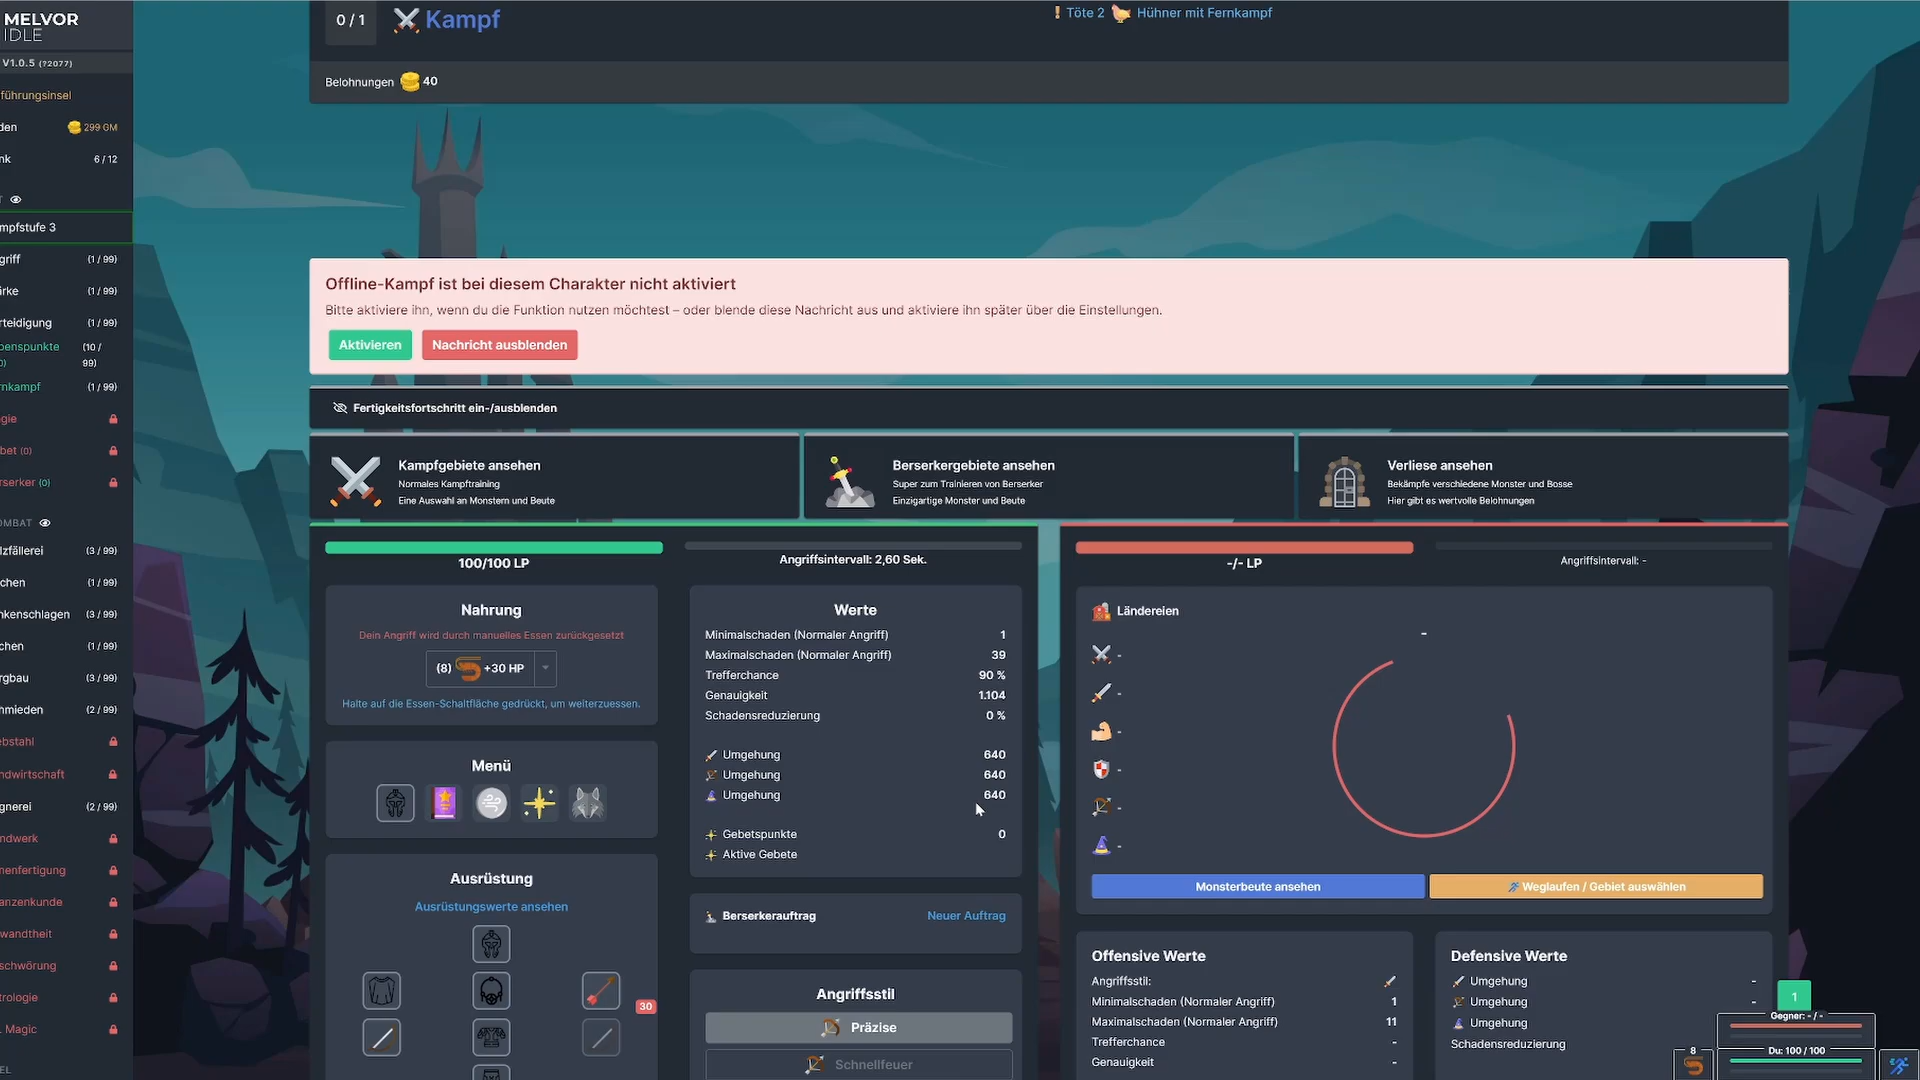 MELVOR
IDLE
V1.0.5 (?2077)
führungsinsel
den 299 GM
nk 6 / 12
T
mpfstufe 3
griff (1 / 99)
irke (1 / 99)
rteidigung (1 / 99)
benspunkte (10 / 99)
0)
rnkampf (1 / 99)
gie
bet (0)
rserker (0)
OMBAT
lzfällerei (3 / 99)
chen (1 / 99)
nkenschlagen (3 / 99)
chen (1 / 99)
rgbau (3 / 99)
hmieden (2 / 99)
ebstahl
ndwirtschaft
gnerei (2 / 99)
ndwerk
nenfertigung
anzenkunde
wandtheit
schwörung
trologie
. Magic
EL
0 / 1
Kampf
Töte 2 Hühner mit Fernkampf
Belohnungen 40
Offline-Kampf ist bei diesem Charakter nicht aktiviert
Bitte aktiviere ihn, wenn du die Funktion nutzen möchtest – oder blende diese Nachricht aus und aktiviere ihn später über die Einstellungen.
Aktivieren
Nachricht ausblenden
Fertigkeitsfortschritt ein-/ausblenden
Kampfgebiete ansehen
Normales Kampftraining
Eine Auswahl an Monstern und Beute
Berserkergebiete ansehen
Super zum Trainieren von Berserker
Einzigartige Monster und Beute
Verliese ansehen
Bekämpfe verschiedene Monster und Bosse
Hier gibt es wertvolle Belohnungen
100/100 LP
Angriffsintervall: 2,60 Sek.
Nahrung
Dein Angriff wird durch manuelles Essen zurückgesetzt
(8) +30 HP
Halte auf die Essen-Schaltfläche gedrückt, um weiterzuessen.
Menü
Ausrüstung
Ausrüstungswerte ansehen
30
Werte
Minimalschaden (Normaler Angriff) 1
Maximalschaden (Normaler Angriff) 39
Trefferchance 90 %
Genauigkeit 1.104
Schadensreduzierung 0 %
Umgehung 640
Umgehung 640
Umgehung 640
Gebetspunkte 0
Aktive Gebete
Berserkerauftrag Neuer Auftrag
Angriffsstil
Präzise
Schnellfeuer
-/- LP
Angriffsintervall: -
Ländereien
-
-
-
-
-
-
-
Monsterbeute ansehen
Weglaufen / Gebiet auswählen
Offensive Werte
Angriffsstil:
Minimalschaden (Normaler Angriff) 1
Maximalschaden (Normaler Angriff) 11
Trefferchance -
Genauigkeit -
Defensive Werte
Umgehung -
Umgehung -
Umgehung
Schadensreduzierung
1
Gegner: - / -
8
Du: 100 / 100